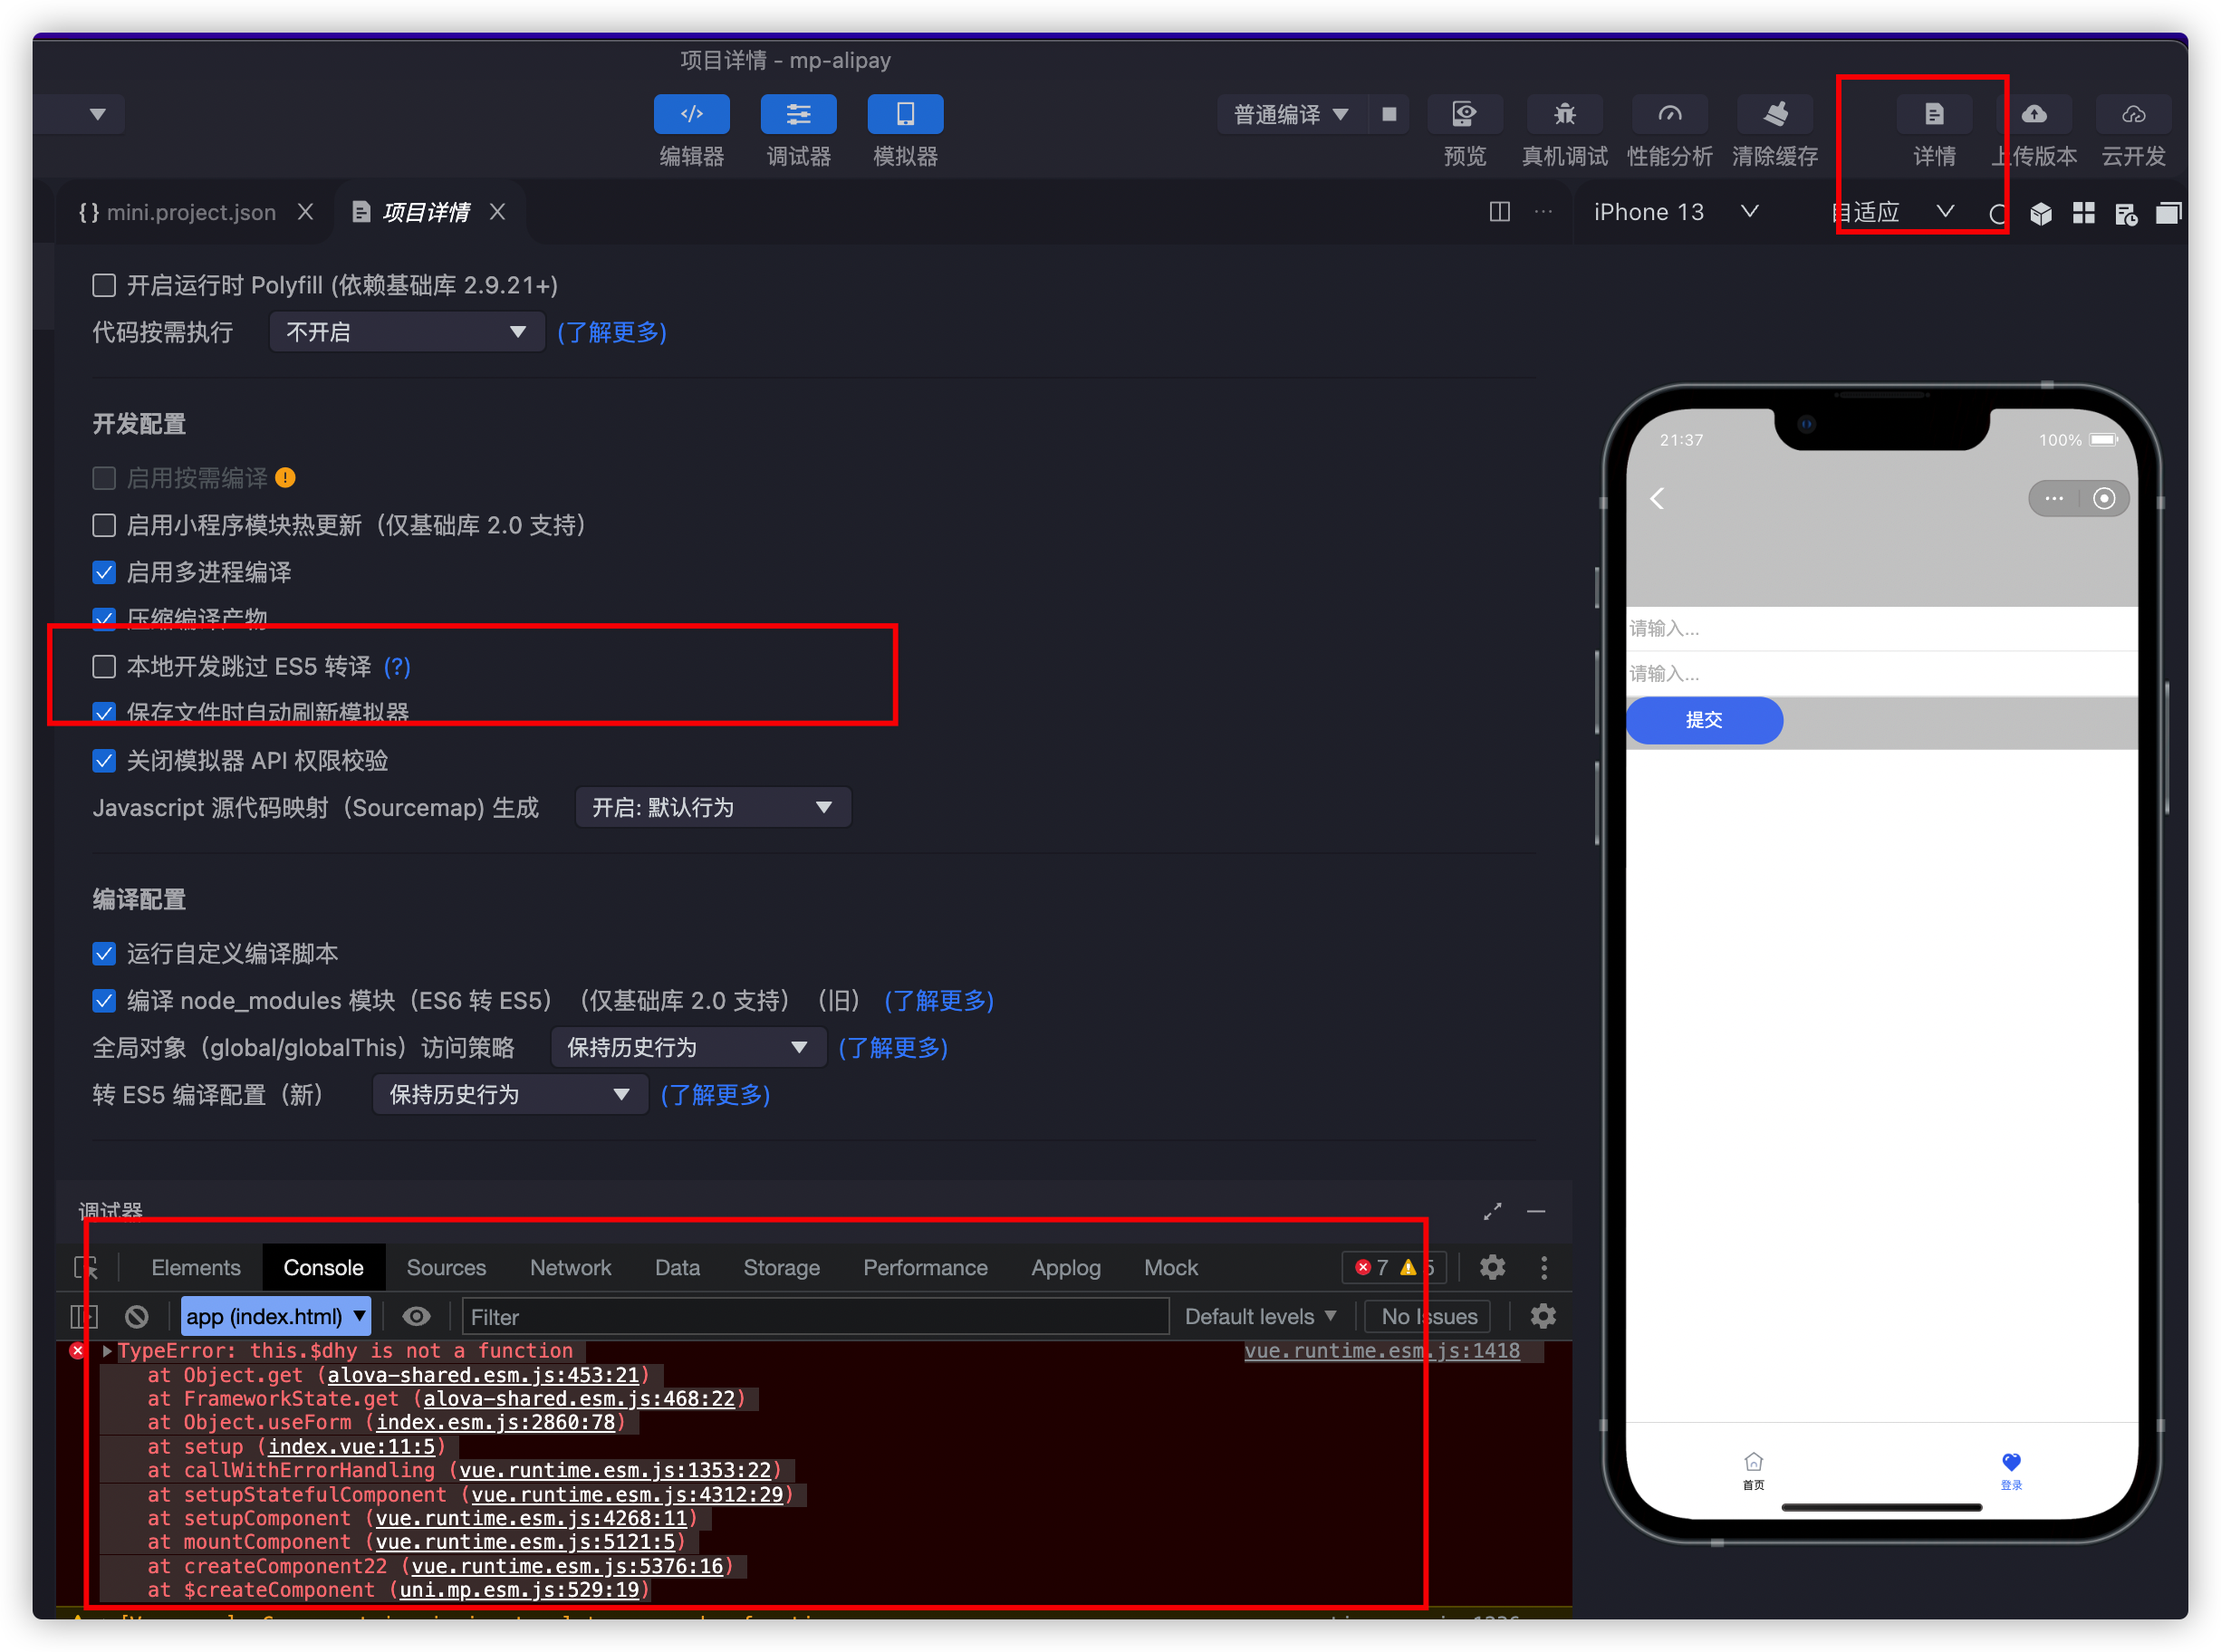 项目详情 - mp-alipay
编辑器
调试器
模拟器
普通编译
预览
真机调试
性能分析
清除缓存
详情
上传版本
云开发
{} mini.project.json
项目详情
iPhone 13
自适应
开启运行时 Polyfill (依赖基础库 2.9.21+)
代码按需执行 不开启 (了解更多)
开发配置
启用按需编译
启用小程序模块热更新（仅基础库 2.0 支持）
启用多进程编译
压缩编译产物
本地开发跳过 ES5 转译 (?)
保存文件时自动刷新模拟器
关闭模拟器 API 权限校验
Javascript 源代码映射（Sourcemap) 生成 开启: 默认行为
编译配置
运行自定义编译脚本
编译 node_modules 模块（ES6 转 ES5）（仅基础库 2.0 支持）（旧） (了解更多)
全局对象（global/globalThis）访问策略 保持历史行为 (了解更多)
转 ES5 编译配置（新） 保持历史行为 (了解更多)
调试器
Elements Console Sources Network Data Storage Performance Applog Mock 7 5
app (index.html) Filter Default levels No Issues
TypeError: this.$dhy is not a function vue.runtime.esm.js:1418
at Object.get (alova-shared.esm.js:453:21)
at FrameworkState.get (alova-shared.esm.js:468:22)
at Object.useForm (index.esm.js:2860:78)
at setup (index.vue:11:5)
at callWithErrorHandling (vue.runtime.esm.js:1353:22)
at setupStatefulComponent (vue.runtime.esm.js:4312:29)
at setupComponent (vue.runtime.esm.js:4268:11)
at mountComponent (vue.runtime.esm.js:5121:5)
at createComponent22 (vue.runtime.esm.js:5376:16)
at $createComponent (uni.mp.esm.js:529:19)
21:37
100%
请输入...
请输入...
提交
首页
登录